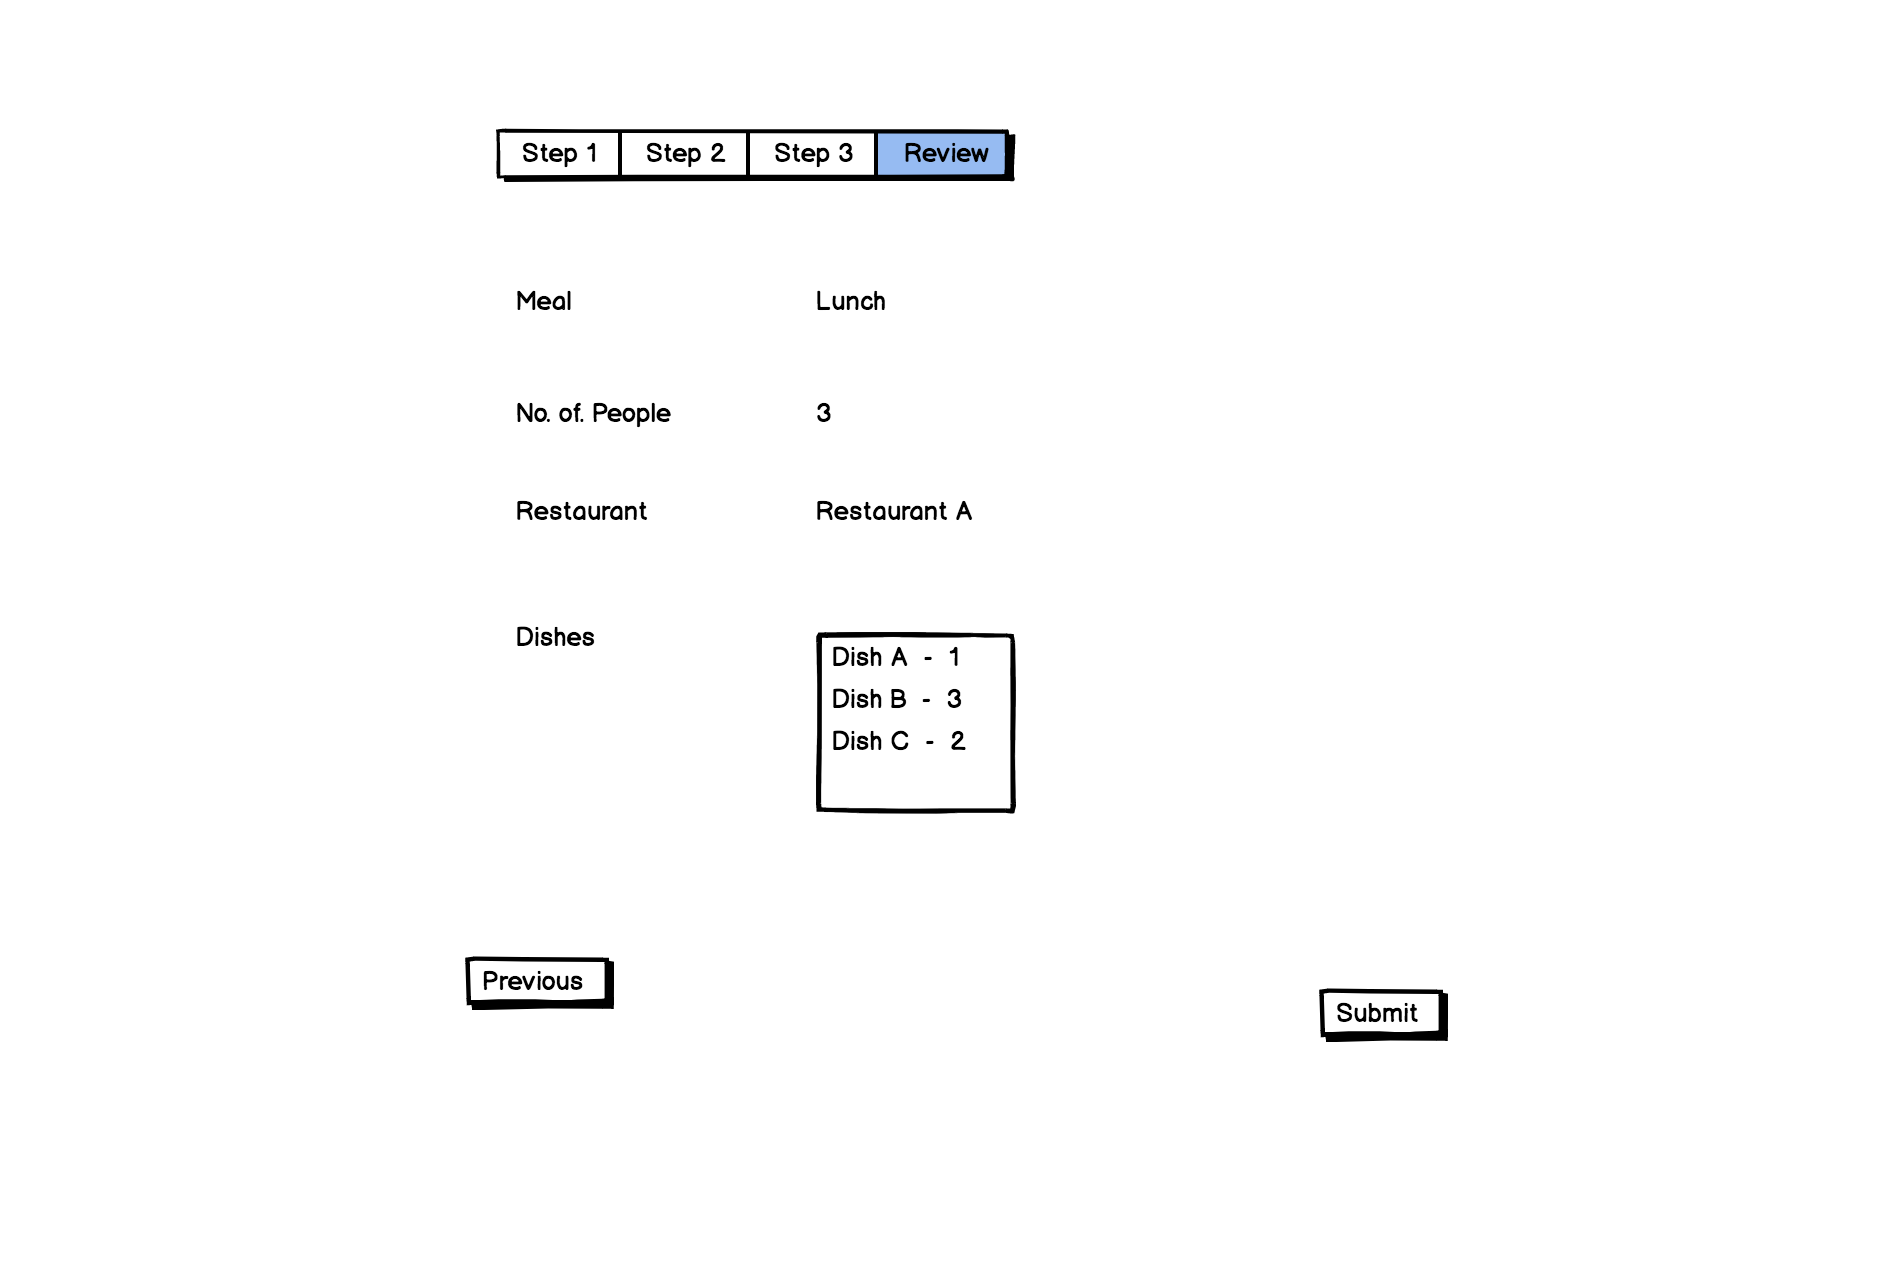 Step 1 Step 2 Step 3 Review
Meal Lunch
No. of. People 3
Restaurant Restaurant A
Dishes
Dish A - 1
Dish B - 3
Dish C - 2
Previous
Submit